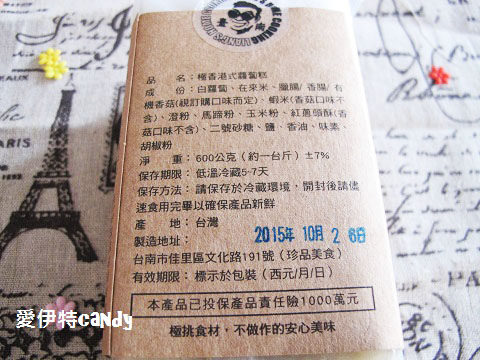 品　名：極香港式蘿蔔糕
成　份：白蘿蔔、在來米、臘腸/香腸/有
機香菇(視訂購口味而定)、蝦米(香菇口味不
含)、澄粉、馬蹄粉、玉米粉、紅蔥頭酥(香
菇口味不含)、二號砂糖、鹽、香油、味素、
胡椒粉
淨　重：600公克（約一台斤）±7%
保存期限：低溫冷藏5-7天
保存方法：請保存於冷藏環境，開封後請儘
速食用完畢以確保產品新鮮
產　地：台灣
製造地址：
2015年 10月 26日
台南市佳里區文化路191號（珍品美食）
有效期限：標示於包裝（西元/月/日）
本產品已投保產品責任險1000萬元
極挑食材，不做作的安心美味
愛伊特candy